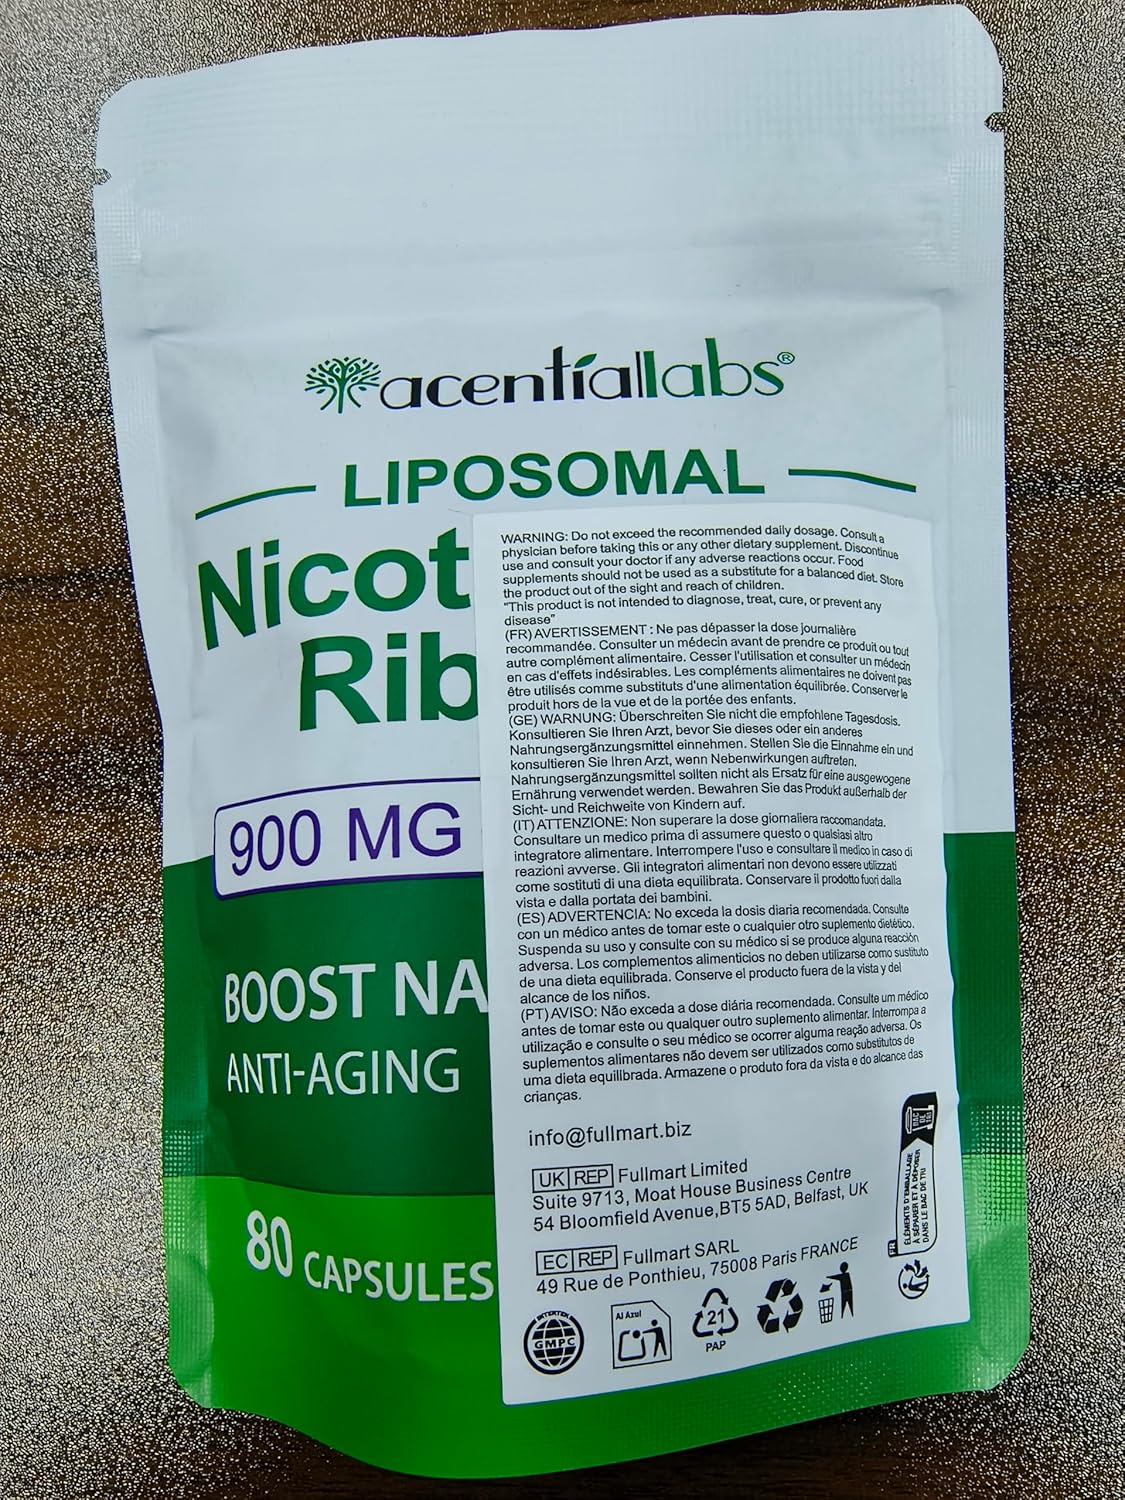 acentiallabs®
LIPOSOMAL
Nicot
Rib
900 MG
BOOST NA
ANTI-AGING
80 CAPSULES
WARNING: Do not exceed the recommended daily dosage. Consult a
physician before taking this or any other dietary supplement. Discontinue
use and consult your doctor if any adverse reactions occur. Food
supplements should not be used as a substitute for a balanced diet. Store
the product out of the sight and reach of children.
"This product is not intended to diagnose, treat, cure, or prevent any
disease"
(FR) AVERTISSEMENT : Ne pas dépasser la dose journalière
recommandée. Consulter un médecin avant de prendre ce produit ou tout
autre complément alimentaire. Cesser l'utilisation et consulter un médecin
en cas d'effets indésirables. Les compléments alimentaires ne doivent pas
être utilisés comme substituts d'une alimentation équilibrée. Conserver le
produit hors de la vue et de la portée des enfants.
(GE) WARNUNG: Überschreiten Sie nicht die empfohlene Tagesdosis.
Konsultieren Sie Ihren Arzt, bevor Sie dieses oder ein anderes
Nahrungsergänzungsmittel einnehmen. Stellen Sie die Einnahme ein und
konsultieren Sie Ihren Arzt, wenn Nebenwirkungen auftreten.
Nahrungsergänzungsmittel sollten nicht als Ersatz für eine ausgewogene
Ernährung verwendet werden. Bewahren Sie das Produkt außerhalb der
Sicht- und Reichweite von Kindern auf.
(IT) ATTENZIONE: Non superare la dose giornaliera raccomandata.
Consultare un medico prima di assumere questo o qualsiasi altro
integratore alimentare. Interrompere l'uso e consultare il medico in caso di
reazioni avverse. Gli integratori alimentari non devono essere utilizzati
come sostituti di una dieta equilibrata. Conservare il prodotto fuori dalla
vista e dalla portata dei bambini.
(ES) ADVERTENCIA: No exceda la dosis diaria recomendada. Consulte
con un médico antes de tomar este o cualquier otro suplemento dietético.
Suspenda su uso y consulte con su médico si se produce alguna reacción
adversa. Los complementos alimenticios no deben utilizarse como sustituto
de una dieta equilibrada. Conserve el producto fuera de la vista y del
alcance de los niños.
(PT) AVISO: Não exceda a dose diária recomendada. Consulte um médico
antes de tomar este ou qualquer outro suplemento alimentar. Interrompa a
utilização e consulte o seu médico se ocorrer alguma reação adversa. Os
suplementos alimentares não devem ser utilizados como substitutos de
uma dieta equilibrada. Armazene o produto fora da vista e do alcance das
crianças.
info@fullmart.biz
UK REP Fullmart Limited
Suite 9713, Moat House Business Centre
54 Bloomfield Avenue,BT5 5AD, Belfast, UK
EC REP Fullmart SARL
49 Rue de Ponthieu, 75008 Paris FRANCE
FR
ÉLÉMENTS D'EMBALLAGE
À SÉPARER ET À DÉPOSER
DANS LE BAC DE TRI
INTERTEK
GMPC
Al Azul
21
PAP